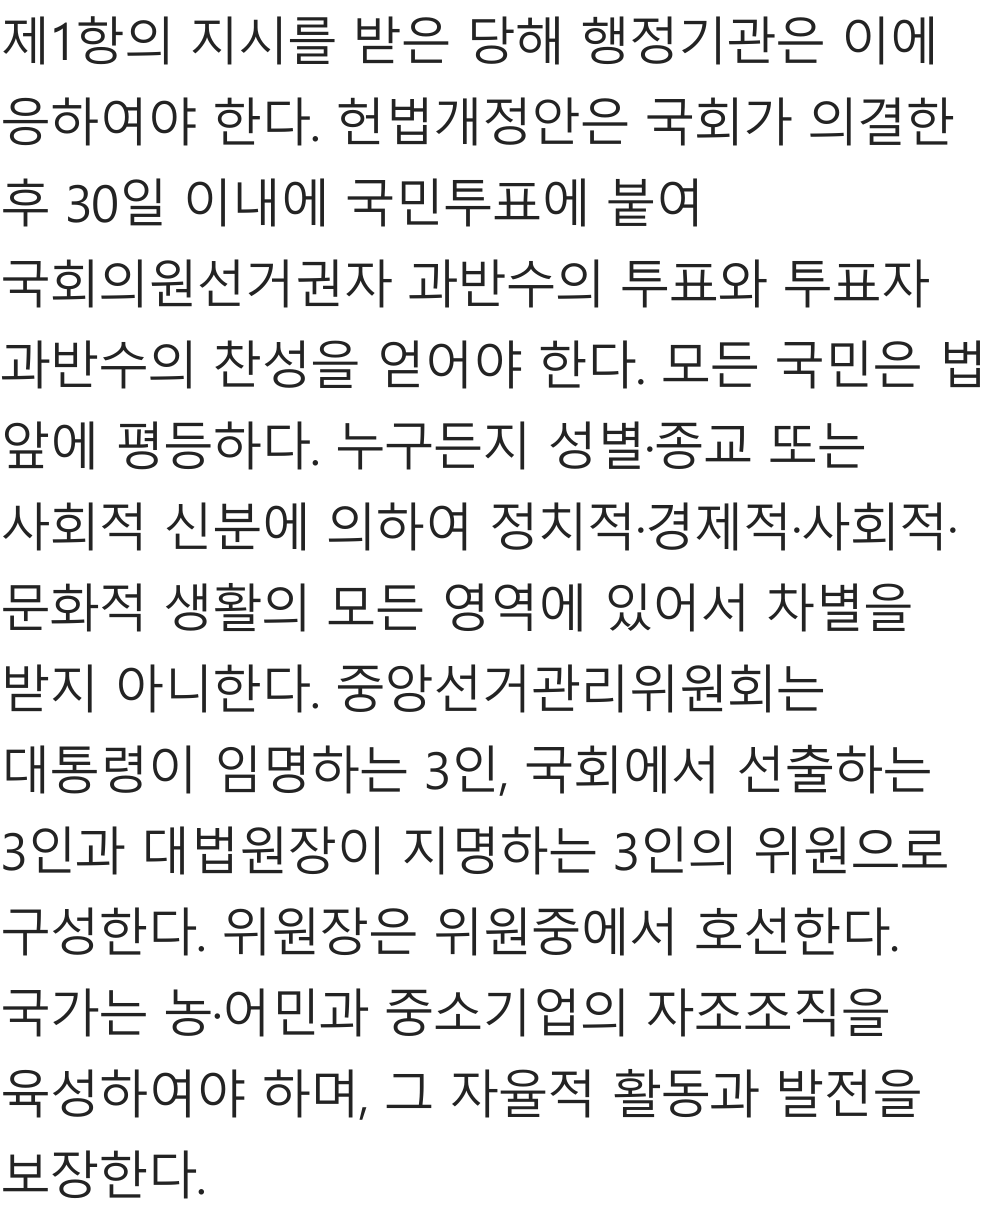 제1항의 지시를 받은 당해 행정기관은 이에
응하여야 한다. 헌법개정안은 국회가 의결한
후 30일 이내에 국민투표에 붙여
국회의원선거권자 과반수의 투표와 투표자
과반수의 찬성을 얻어야 한다. 모든 국민은 법
앞에 평등하다. 누구든지 성별·종교 또는
사회적 신분에 의하여 정치적·경제적·사회적·
문화적 생활의 모든 영역에 있어서 차별을
받지 아니한다. 중앙선거관리위원회는
대통령이 임명하는 3인, 국회에서 선출하는
3인과 대법원장이 지명하는 3인의 위원으로
구성한다. 위원장은 위원중에서 호선한다.
국가는 농·어민과 중소기업의 자조조직을
육성하여야 하며, 그 자율적 활동과 발전을
보장한다.